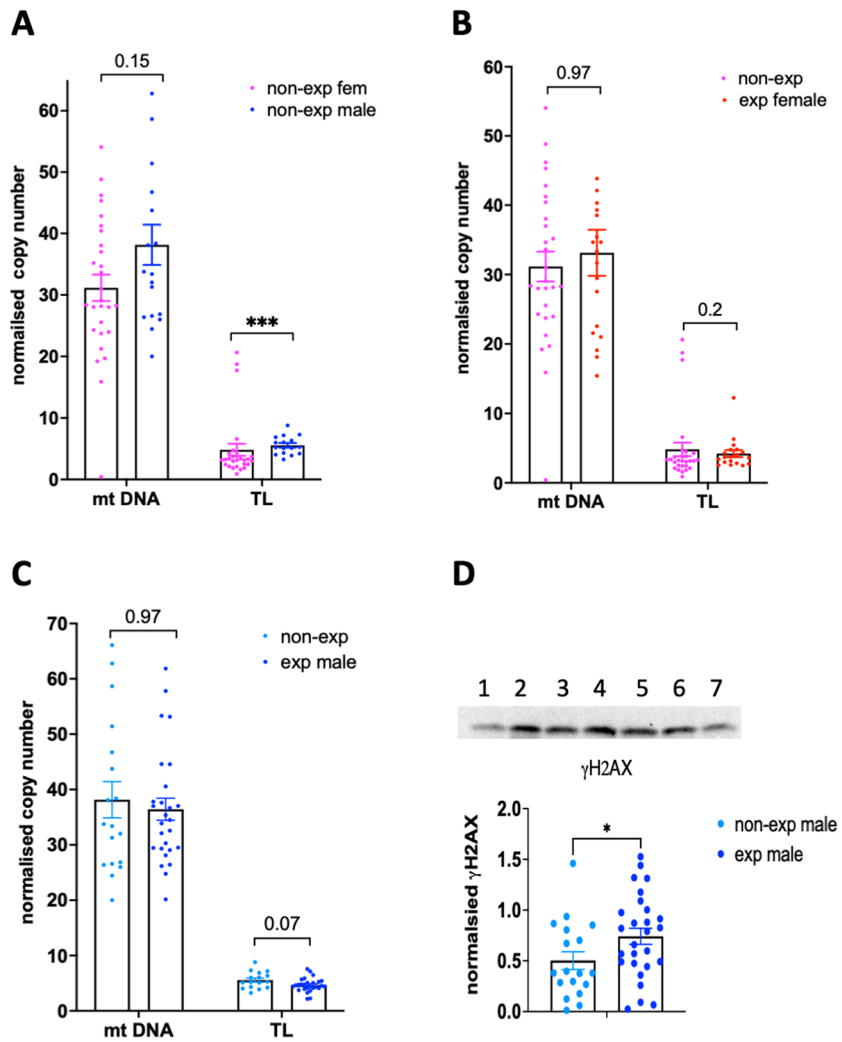 A
normailsed copy number
60
50
40
30
20
10
0
0.15
***
non-exp fem
non-exp male
mt DNA
TL
B
normalsied copy number
60
50
40
30
20
10
0
0.97
0.2
non-exp
exp female
mt DNA
TL
C
normalised copy number
70
60
50
40
30
20
10
0
0.97
0.07
non-exp
exp male
mt DNA
TL
D
1 2 3 4 5 6 7
γH2AX
normalsied γH2AX
2.0
1.5
1.0
0.5
0.0
*
non-exp male
exp male